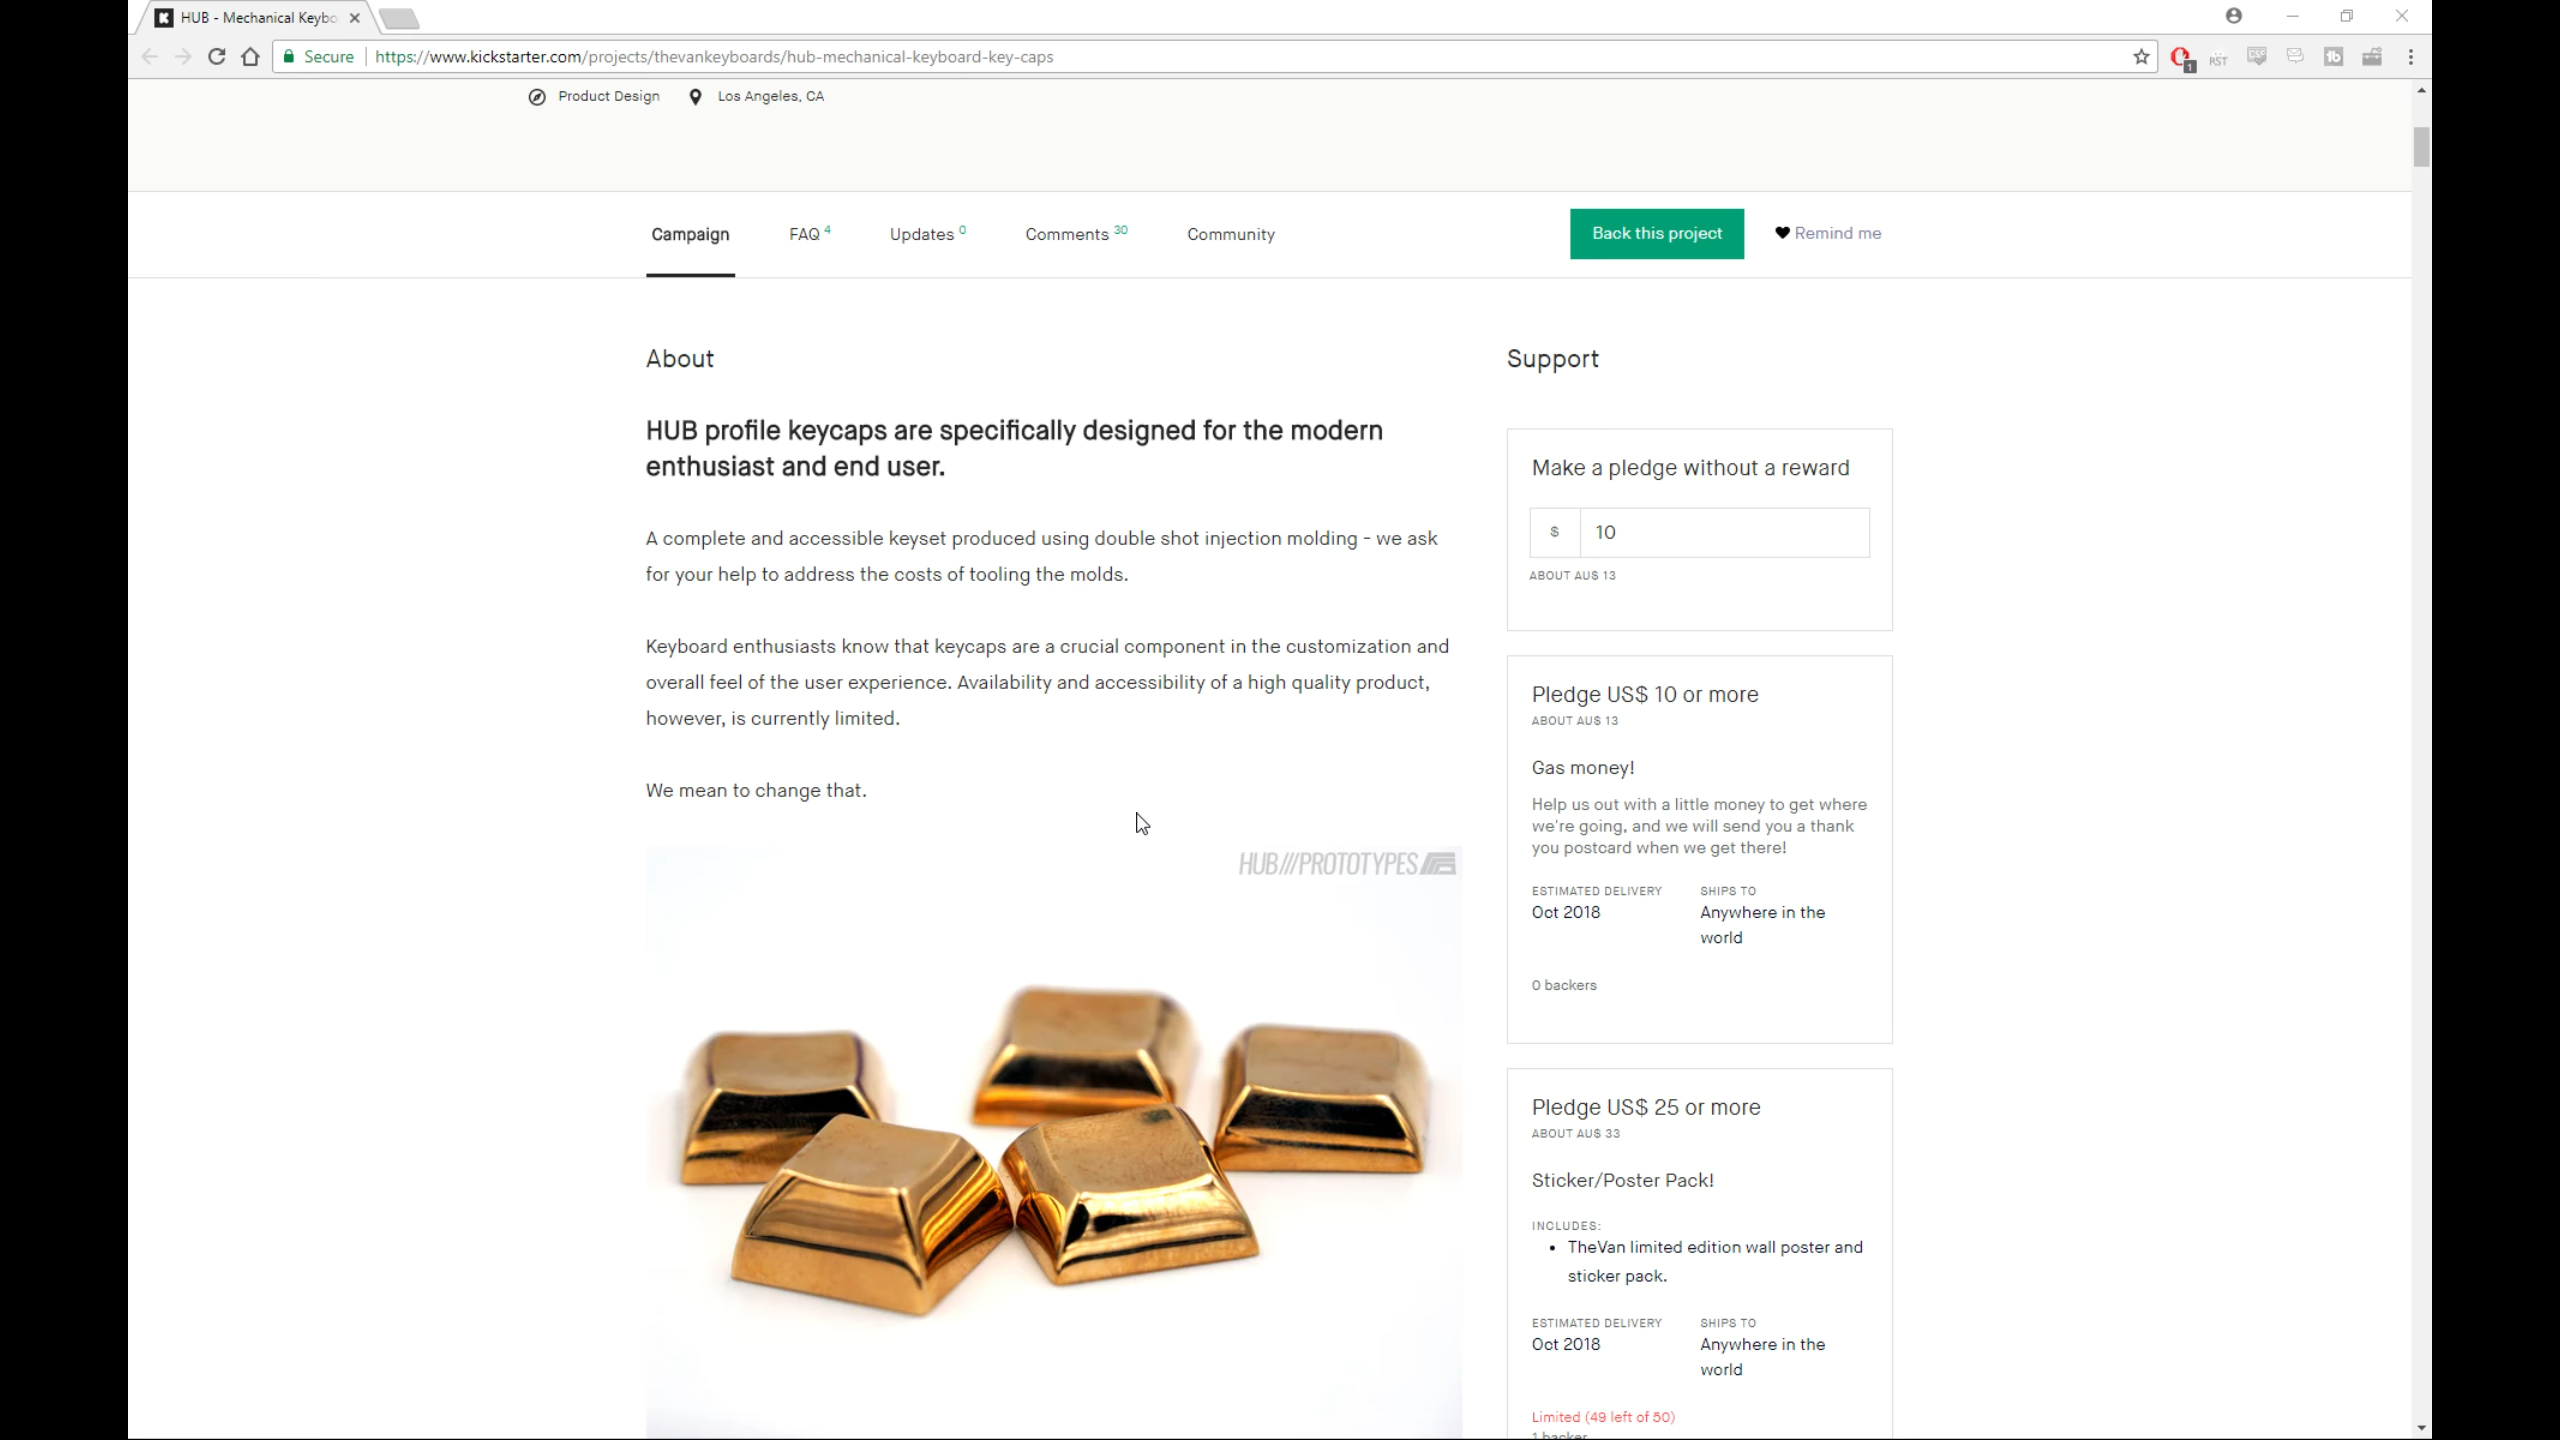 HUB - Mechanical Keybo
Secure
https://www.kickstarter.com/projects/thevankeyboards/hub-mechanical-keyboard-key-caps
1
RST
CSS
tb
Product Design
Los Angeles, CA
Campaign
FAQ 4
Updates 0
Comments 30
Community
Back this project
Remind me
About
HUB profile keycaps are specifically designed for the modern
enthusiast and end user.
A complete and accessible keyset produced using double shot injection molding - we ask
for your help to address the costs of tooling the molds.
Keyboard enthusiasts know that keycaps are a crucial component in the customization and
overall feel of the user experience. Availability and accessibility of a high quality product,
however, is currently limited.
We mean to change that.
HUB///PROTOTYPES
Support
Make a pledge without a reward
$ 10
ABOUT AU$ 13
Pledge US$ 10 or more
ABOUT AU$ 13
Gas money!
Help us out with a little money to get where
we're going, and we will send you a thank
you postcard when we get there!
ESTIMATED DELIVERY SHIPS TO
Oct 2018 Anywhere in the
world
0 backers
Pledge US$ 25 or more
ABOUT AU$ 33
Sticker/Poster Pack!
INCLUDES:
• TheVan limited edition wall poster and
sticker pack.
ESTIMATED DELIVERY SHIPS TO
Oct 2018 Anywhere in the
world
Limited (49 left of 50)
1 backer